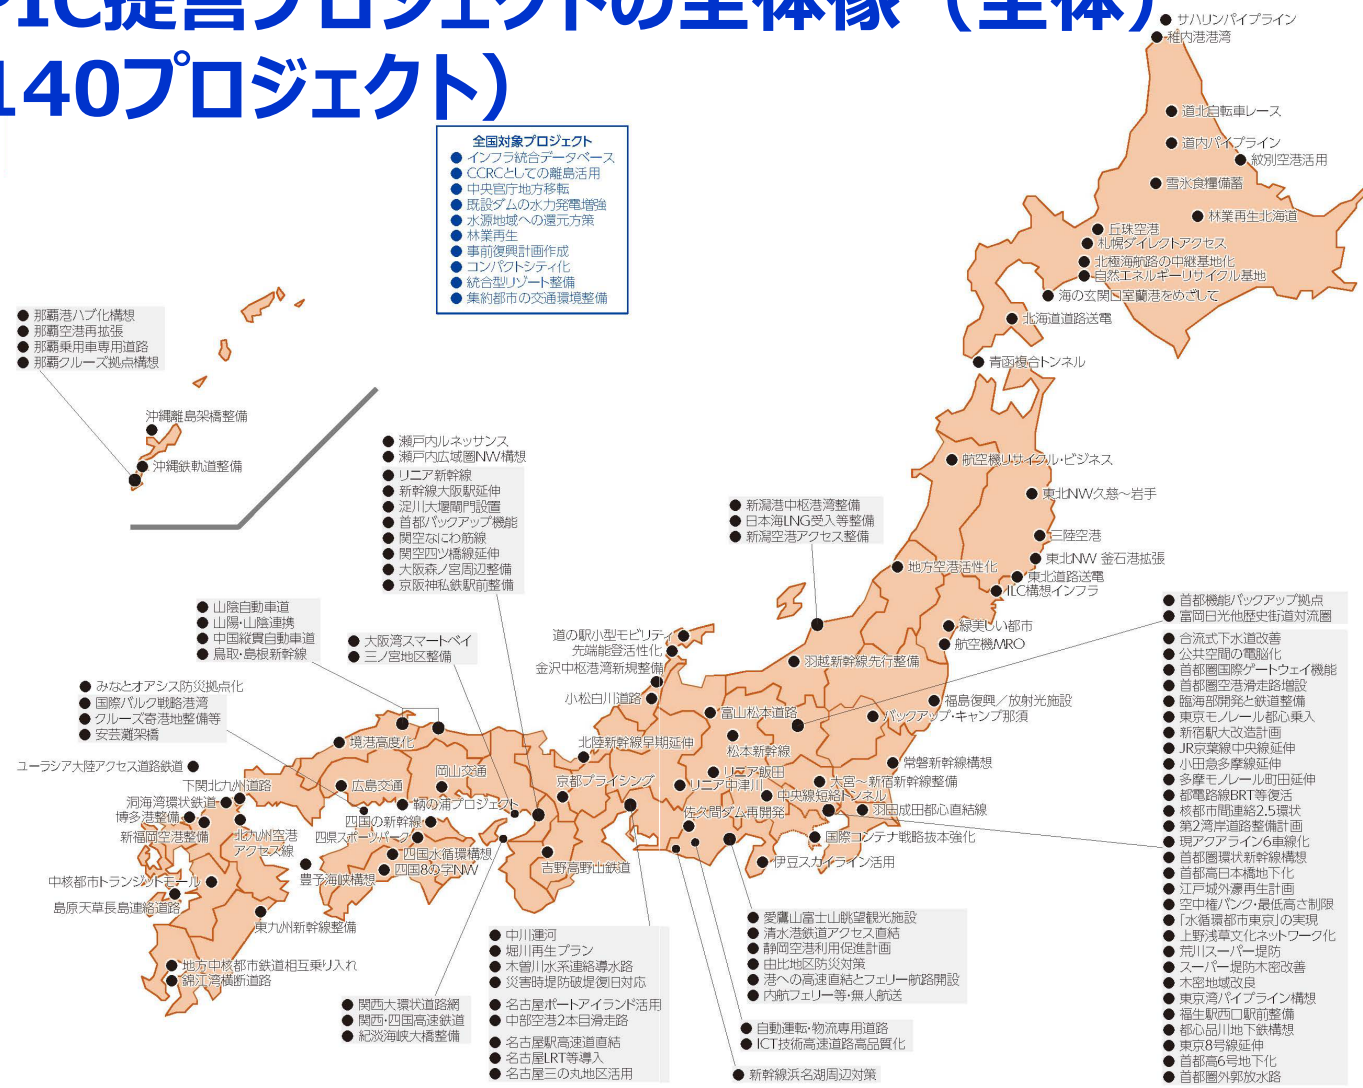 PIC提言プロジェクトの全体像（全体）
140プロジェクト）
全国対象プロジェクト
インフラ統合データベース
CCRCとしての離島活用
中央官庁地方移転
既設ダムの水力発電増強
水源地域への還元方策
林業再生
事前復興計画作成
コンパクトシティ化
統合型リゾート整備
集約都市の交通環境整備
サハリンパイプライン
稚内港港湾
道北自転車レース
道内パイプライン
紋別空港活用
雪氷食糧備蓄
林業再生北海道
丘珠空港
札幌ダイレクトアクセス
北極海航路の中継基地化
自然エネルギーリサイクル基地
海の玄関口室蘭港をめざして
北海道道路送電
青函複合トンネル
那覇港ハブ化構想
那覇空港再拡張
那覇乗用車専用道路
那覇クルーズ拠点構想
沖縄離島架橋整備
沖縄鉄軌道整備
瀬戸内ルネッサンス
瀬戸内広域圏NW構想
リニア新幹線
新幹線大阪駅延伸
淀川大堰閘門設置
首都バックアップ機能
関空なにわ筋線
関空四ツ橋線延伸
大阪森ノ宮周辺整備
京阪神私鉄駅前整備
新潟港中枢港湾整備
日本海LNG受入等整備
新潟空港アクセス整備
航空機リサイクル・ビジネス
東北NW久慈～岩手
三陸空港
東北NW 釜石港拡張
地方空港活性化
東北道路送電
ILC構想インフラ
緑美しい都市
航空機MRO
羽越新幹線先行整備
福島復興／放射光施設
バックアップ・キャンプ那須
常磐新幹線構想
山陰自動車道
山陽・山陰連携
中国縦貫自動車道
鳥取・島根新幹線
大阪湾スマートベイ
三ノ宮地区整備
道の駅小型モビリティ
先端能登活性化
金沢中枢港湾新規整備
小松白川道路
富山松本道路
松本新幹線
北陸新幹線早期延伸
リニア飯田
リニア中津川
大宮～新宿新幹線整備
中央線短絡トンネル
羽田成田都心直結線
佐久間ダム再開発
国際コンテナ戦略抜本強化
伊豆スカイライン活用
みなとオアシス防災拠点化
国際バルク戦略港湾
クルーズ寄港地整備等
安芸灘架橋
境港高度化
ユーラシア大陸アクセス道路鉄道
下関北九州道路
洞海湾環状鉄道
博多港整備
新福岡空港整備
北九州空港
アクセス線
広島交通
岡山交通
京都プライシング
鞆の浦プロジェクト
四国の新幹線
四県スポーツパーク
四国水循環構想
四国8の字NW
吉野高野山鉄道
豊予海峡構想
中核都市トランジットモール
島原天草長島連絡道路
東九州新幹線整備
地方中核都市鉄道相互乗り入れ
錦江湾横断道路
関西大環状道路網
関西・四国高速鉄道
紀淡海峡大橋整備
中川運河
堀川再生プラン
木曽川水系連絡導水路
災害時堤防破堤復旧対応
名古屋ポートアイランド活用
中部空港2本目滑走路
名古屋駅高速道直結
名古屋LRT等導入
名古屋三の丸地区活用
愛鷹山富士山眺望観光施設
清水港鉄道アクセス直結
静岡空港利用促進計画
由比地区防災対策
港への高速直結とフェリー航路開設
内航フェリー等・無人航送
自動運転・物流専用道路
ICT技術高速道路高品質化
新幹線浜名湖周辺対策
首都機能バックアップ拠点
富岡日光他歴史街道対流圏
合流式下水道改善
公共空間の電脳化
首都圏国際ゲートウェイ機能
首都圏空港滑走路増設
臨海部開発と鉄道整備
東京モノレール都心乗入
新宿駅大改造計画
JR京葉線中央線延伸
小田急多摩線延伸
多摩モノレール町田延伸
都電路線BRT等復活
核都市間連絡2.5環状
第2湾岸道路整備計画
現アクアライン6車線化
首都圏環状新幹線構想
首都高日本橋地下化
江戸城外濠再生計画
空中権バンク・最低高さ制限
「水循環都市東京」の実現
上野浅草文化ネットワーク化
荒川スーパー堤防
スーパー堤防木密改善
木密地域改良
東京湾パイプライン構想
福生駅西口駅前整備
都心品川地下鉄構想
東京8号線延伸
首都高6号地下化
首都圏外郭放水路